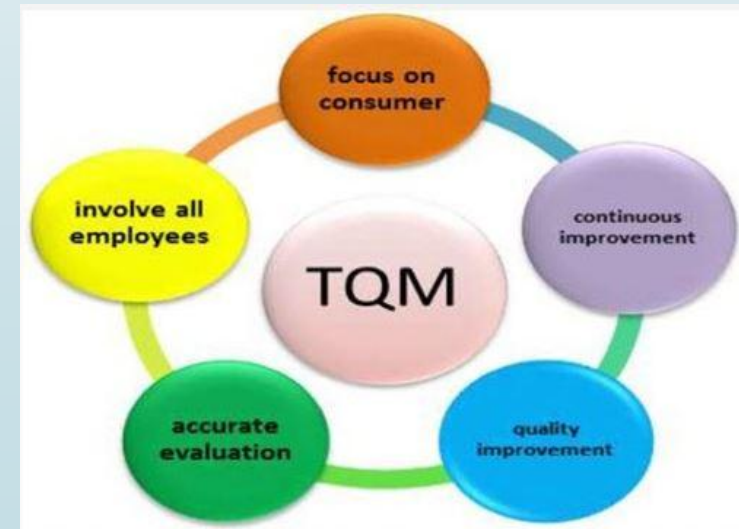 focus on
consumer
continuous
improvement
quality
improvement
accurate
evaluation
involve all
employees
TQM